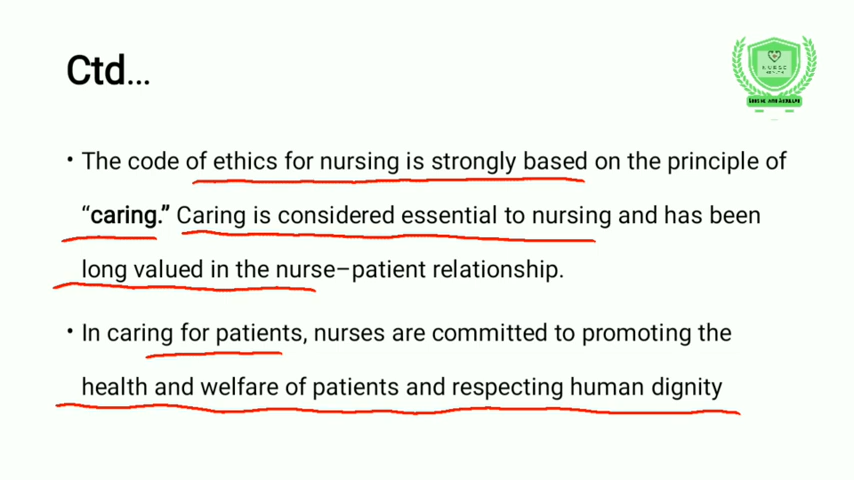 Ctd...
• The code of ethics for nursing is strongly based on the principle of
“caring.” Caring is considered essential to nursing and has been
long valued in the nurse–patient relationship.
• In caring for patients, nurses are committed to promoting the
health and welfare of patients and respecting human dignity
NURSE